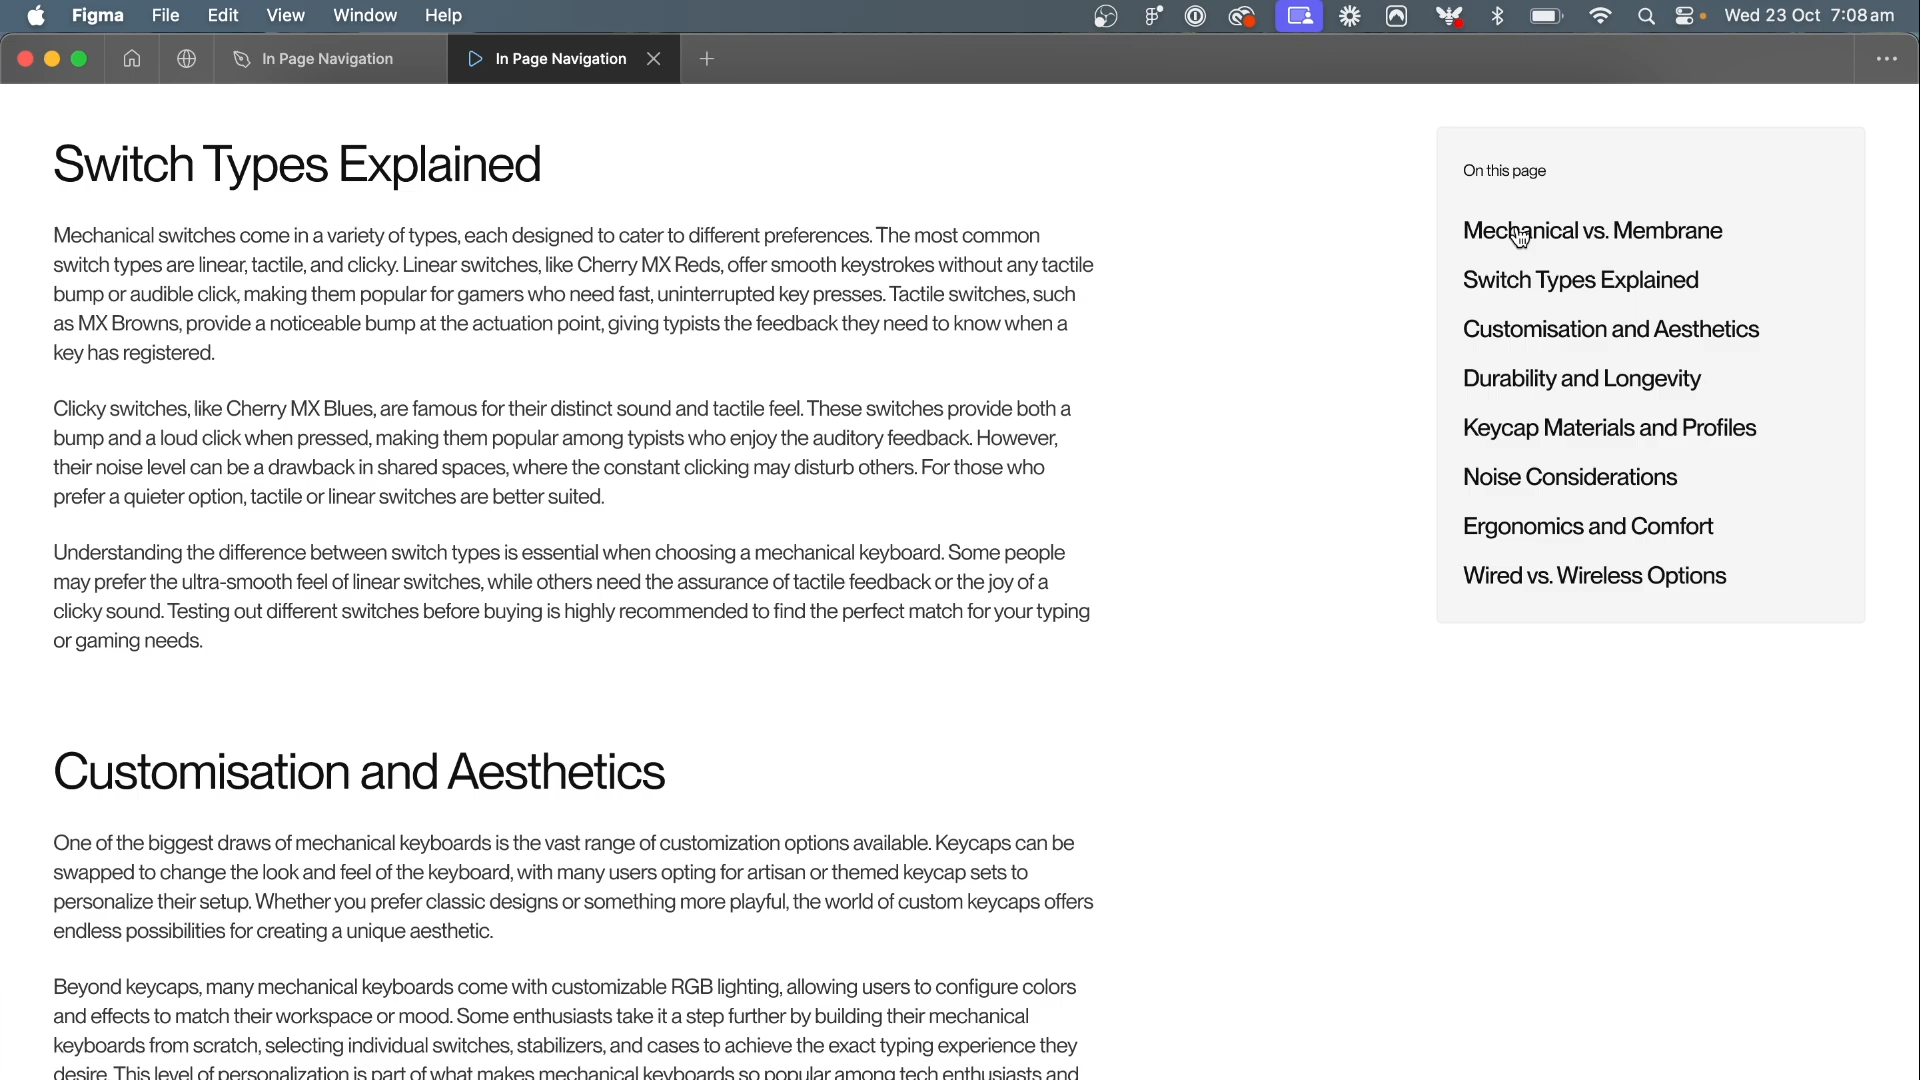 Figma File Edit View Window Help Wed 23 Oct 7:08 am
In Page Navigation In Page Navigation
Switch Types Explained
Mechanical switches come in a variety of types, each designed to cater to different preferences. The most common
switch types are linear, tactile, and clicky. Linear switches, like Cherry MX Reds, offer smooth keystrokes without any tactile
bump or audible click, making them popular for gamers who need fast, uninterrupted key presses. Tactile switches, such
as MX Browns, provide a noticeable bump at the actuation point, giving typists the feedback they need to know when a
key has registered.
Clicky switches, like Cherry MX Blues, are famous for their distinct sound and tactile feel. These switches provide both a
bump and a loud click when pressed, making them popular among typists who enjoy the auditory feedback. However,
their noise level can be a drawback in shared spaces, where the constant clicking may disturb others. For those who
prefer a quieter option, tactile or linear switches are better suited.
Understanding the difference between switch types is essential when choosing a mechanical keyboard. Some people
may prefer the ultra-smooth feel of linear switches, while others need the assurance of tactile feedback or the joy of a
clicky sound. Testing out different switches before buying is highly recommended to find the perfect match for your typing
or gaming needs.
Customisation and Aesthetics
One of the biggest draws of mechanical keyboards is the vast range of customization options available. Keycaps can be
swapped to change the look and feel of the keyboard, with many users opting for artisan or themed keycap sets to
personalize their setup. Whether you prefer classic designs or something more playful, the world of custom keycaps offers
endless possibilities for creating a unique aesthetic.
Beyond keycaps, many mechanical keyboards come with customizable RGB lighting, allowing users to configure colors
and effects to match their workspace or mood. Some enthusiasts take it a step further by building their mechanical
keyboards from scratch, selecting individual switches, stabilizers, and cases to achieve the exact typing experience they
desire. This level of personalization is part of what makes mechanical keyboards so popular among tech enthusiasts and
On this page
Mechanical vs. Membrane
Switch Types Explained
Customisation and Aesthetics
Durability and Longevity
Keycap Materials and Profiles
Noise Considerations
Ergonomics and Comfort
Wired vs. Wireless Options